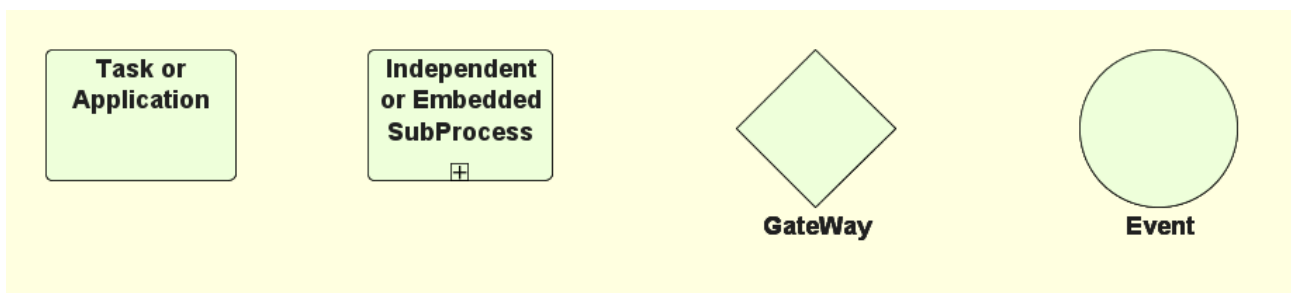 Task or
Application
Independent
or Embedded
SubProcess
GateWay
Event